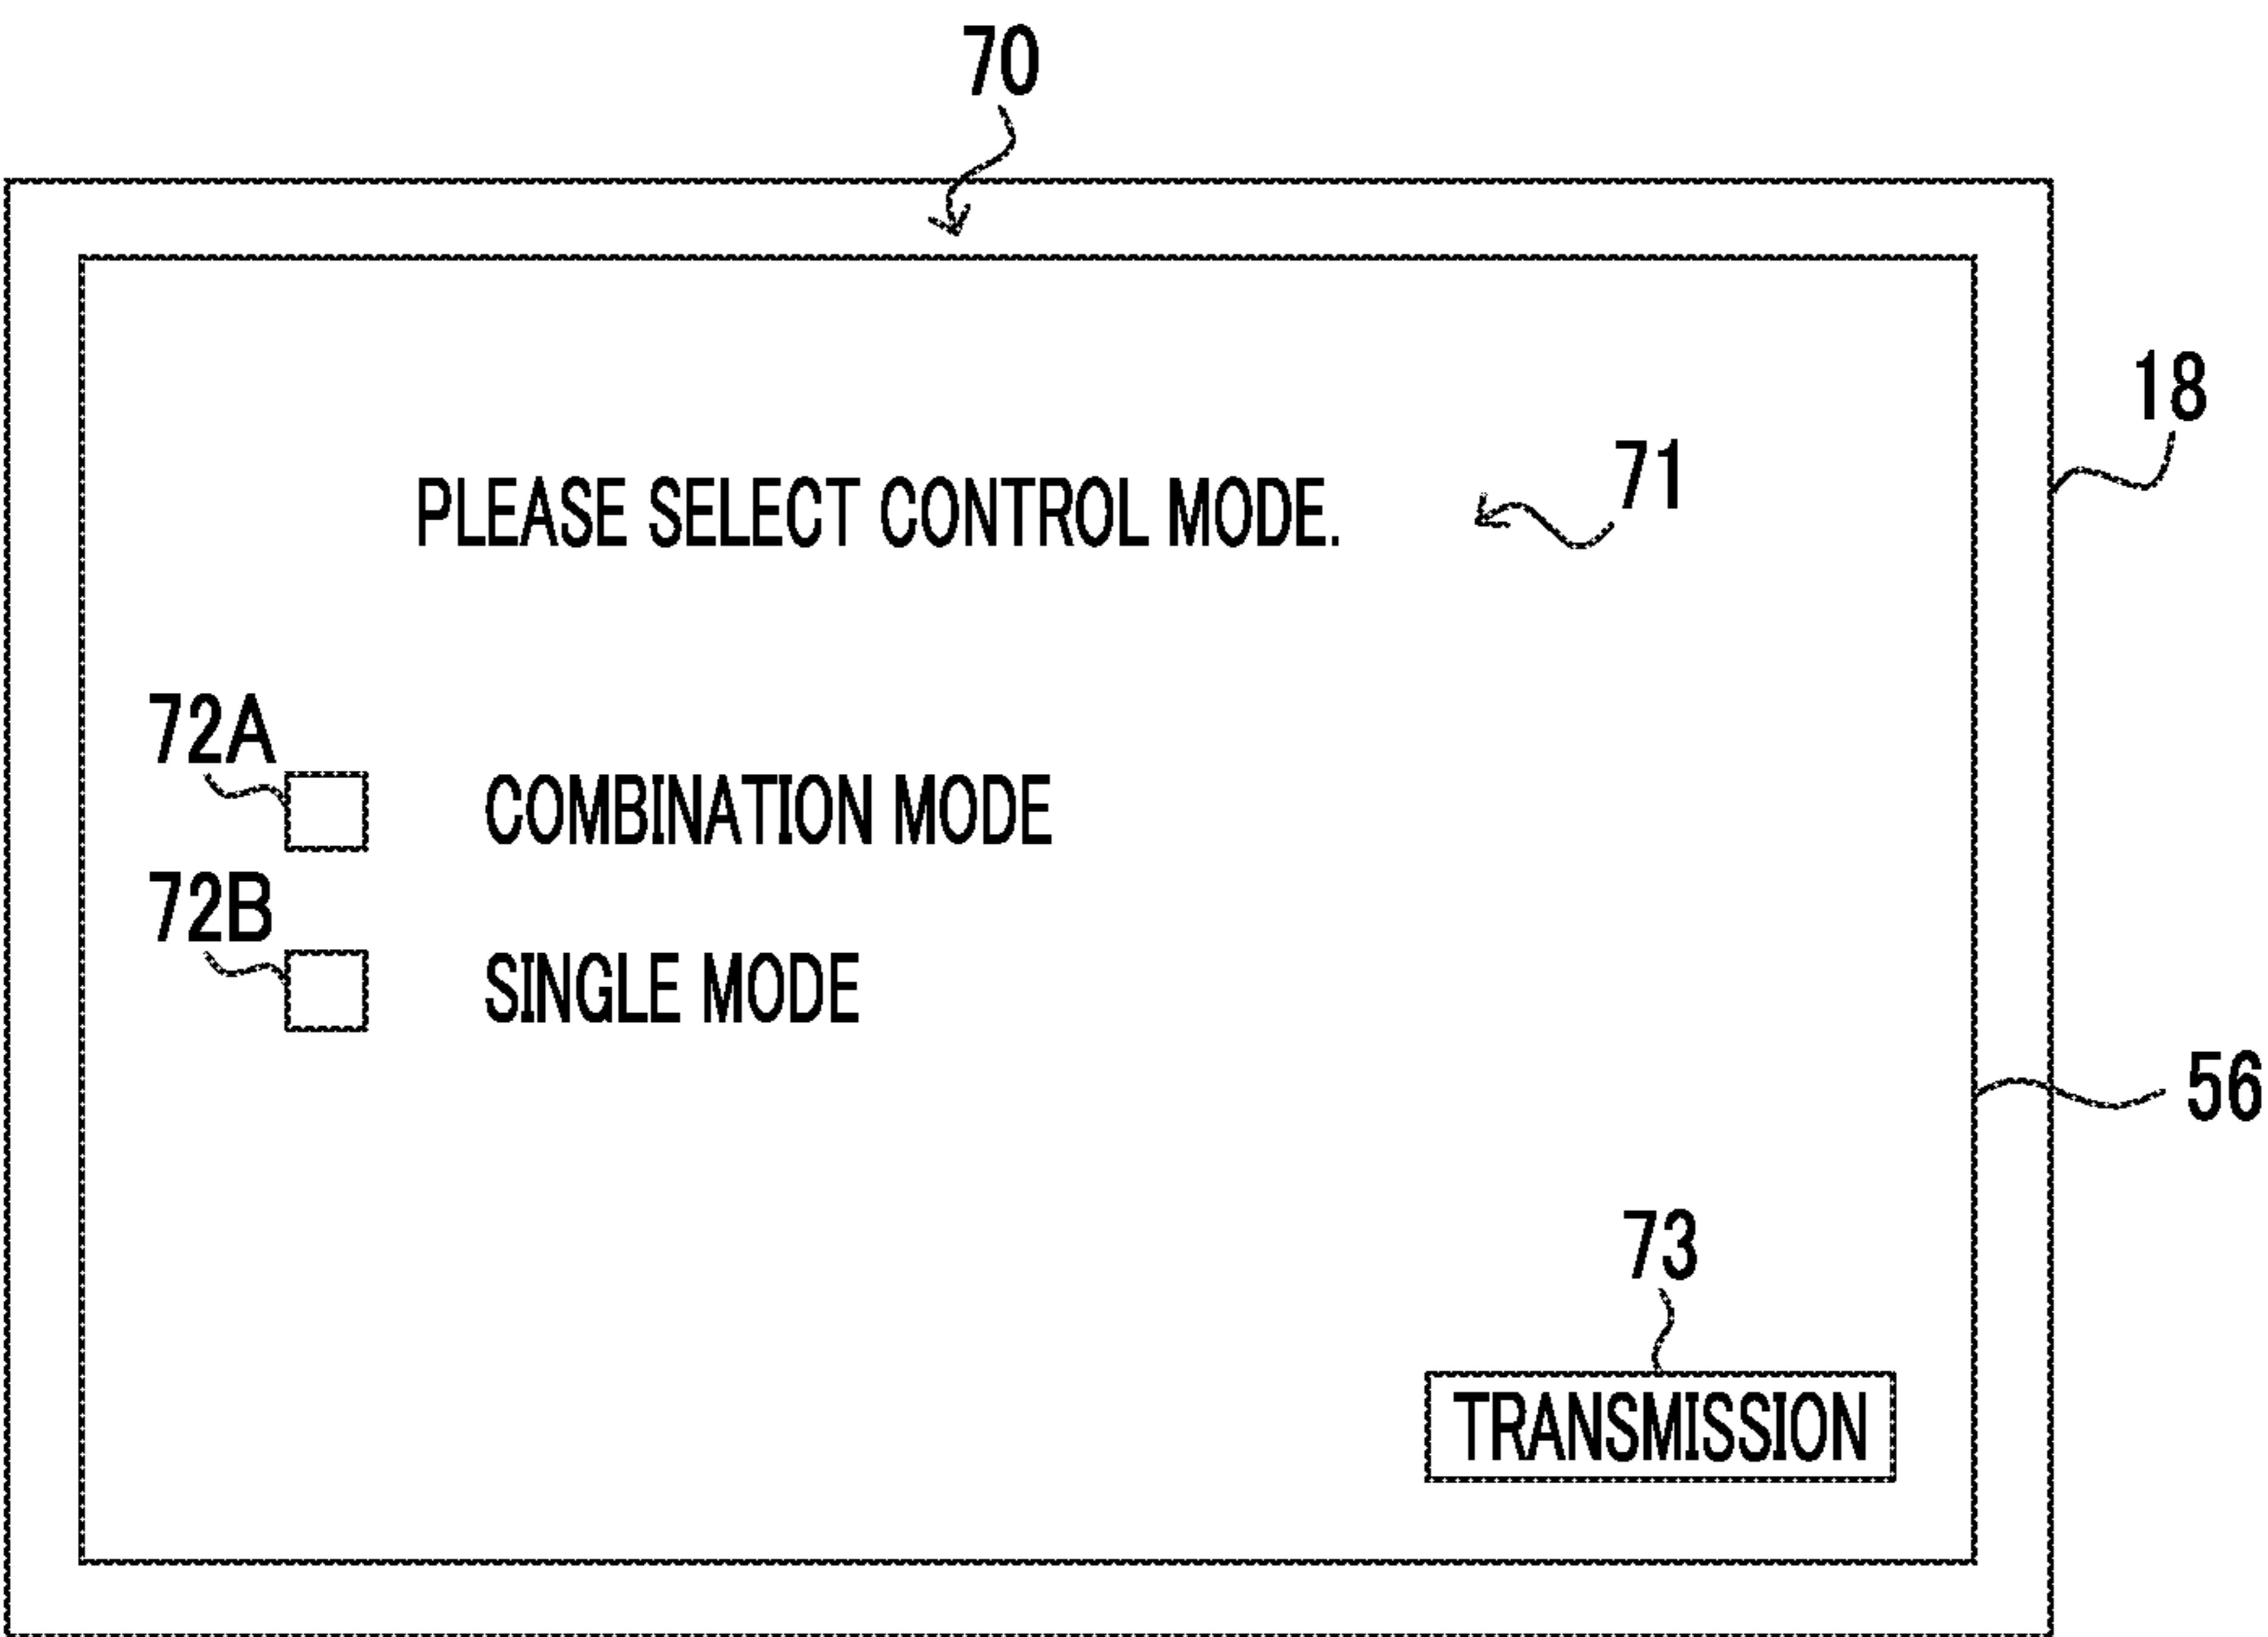 70
18
PLEASE SELECT CONTROL MODE.
71
72A
COMBINATION MODE
72B
SINGLE MODE
56
73
TRANSMISSION